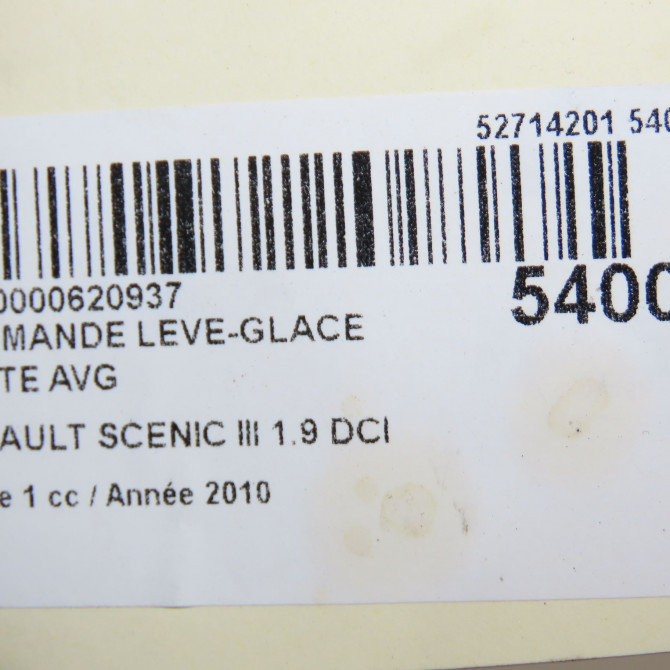 52714201 540
0000620937
5400
MANDE LEVE-GLACE
TE AVG
AULT SCENIC III 1.9 DCI
e 1 cc / Année 2010